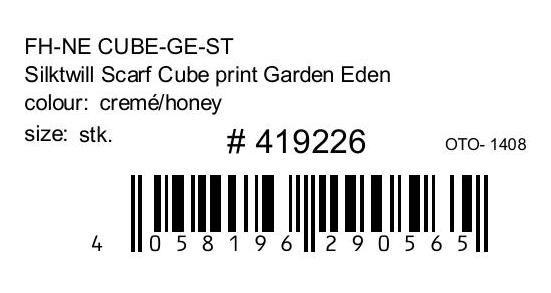 FH-NE CUBE-GE-ST
Silktwill Scarf Cube print Garden Eden
colour: cremé/honey
size: stk.
# 419226
OTO- 1408
4 058196 290565